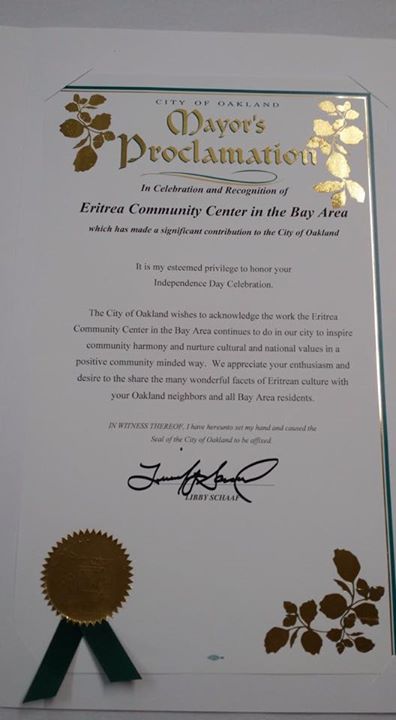 CITY OF OAKLAND
Mayor's
Proclamation
In Celebration and Recognition of
Eritrea Community Center in the Bay Area
which has made a significant contribution to the City of Oakland
It is my esteemed privilege to honor your
Independence Day Celebration.
The City of Oakland wishes to acknowledge the work the Eritrea
Community Center in the Bay Area continues to do in our city to inspire
community harmony and nurture cultural and national values in a
positive community minded way. We appreciate your enthusiasm and
desire to the share the many wonderful facets of Eritrean culture with
your Oakland neighbors and all Bay Area residents.
IN WITNESS THEREOF, I have hereunto set my hand and caused the
Seal of the City of Oakland to be affixed.
LIBBY SCHAAF